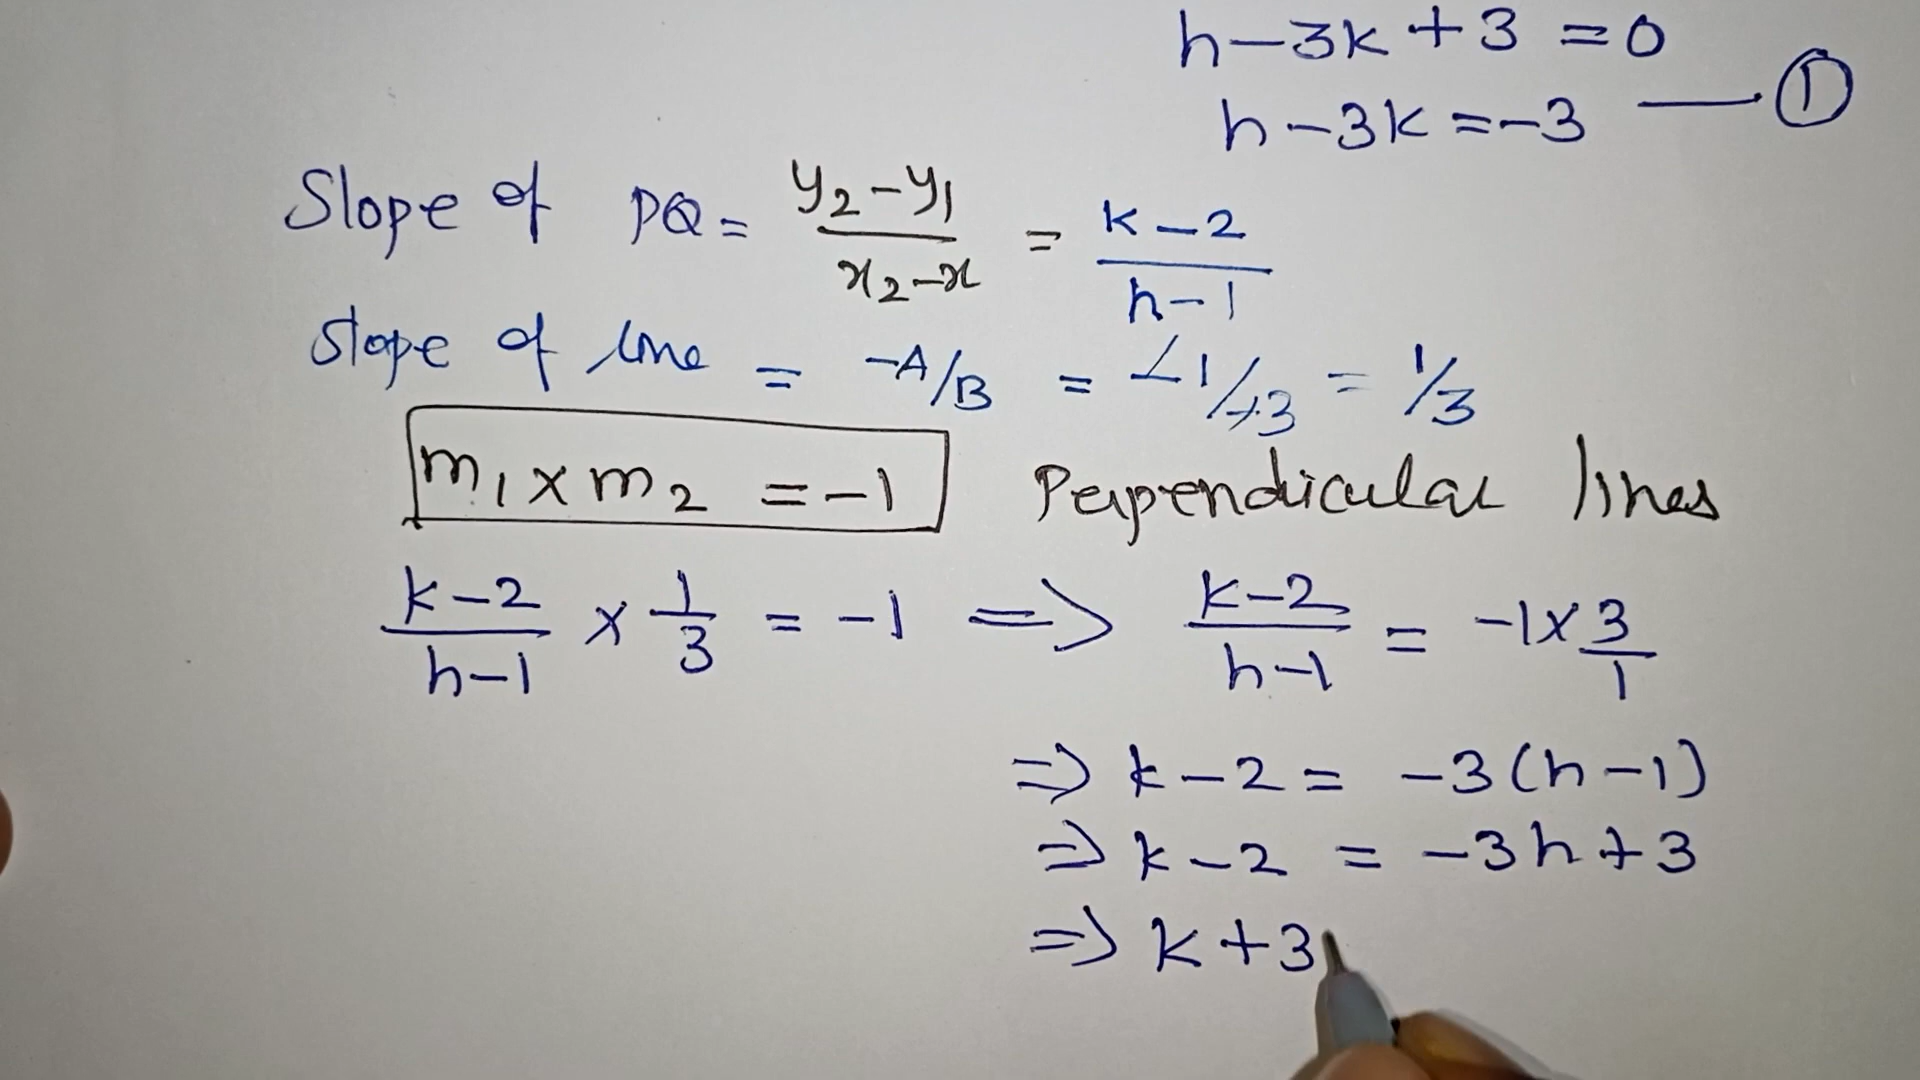 h-3k+3=0
h-3k=-3 —①
Slope of PQ = y₂-y₁/x₂-x = k-2/h-1
Slope of line = -A/B = -1/-3 = 1/3
m₁×m₂=-1 Perpendicular lines
k-2/h-1 × 1/3 = -1 => k-2/h-1 = -1×3/1
=> k-2 = -3(h-1)
=> k-2 = -3h+3
=> k+3